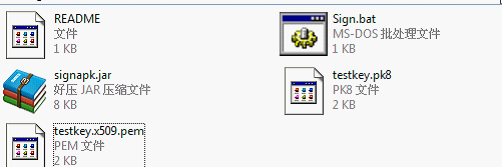 README
文件
1 KB
Sign.bat
MS-DOS 批处理文件
1 KB
signapk.jar
好压 JAR 压缩文件
8 KB
testkey.pk8
PK8 文件
2 KB
testkey.x509.pem
PEM 文件
2 KB